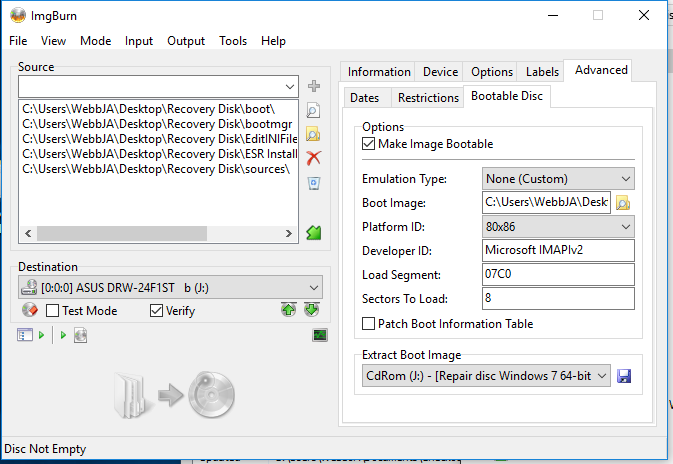 ImgBurn
File View Mode Input Output Tools Help
Source
C:\Users\WebbJA\Desktop\Recovery Disk\boot\
C:\Users\WebbJA\Desktop\Recovery Disk\bootmgr
C:\Users\WebbJA\Desktop\Recovery Disk\EditINIFile
C:\Users\WebbJA\Desktop\Recovery Disk\ESR Install
C:\Users\WebbJA\Desktop\Recovery Disk\sources\
Destination
[0:0:0] ASUS DRW-24F1ST b (J:)
Test Mode Verify
Information Device Options Labels Advanced
Dates Restrictions Bootable Disc
Options
Make Image Bootable
Emulation Type: None (Custom)
Boot Image: C:\Users\WebbJA\Desk
Platform ID: 80x86
Developer ID: Microsoft IMAPIv2
Load Segment: 07C0
Sectors To Load: 8
Patch Boot Information Table
Extract Boot Image
CdRom (J:) - [Repair disc Windows 7 64-bit
Disc Not Empty